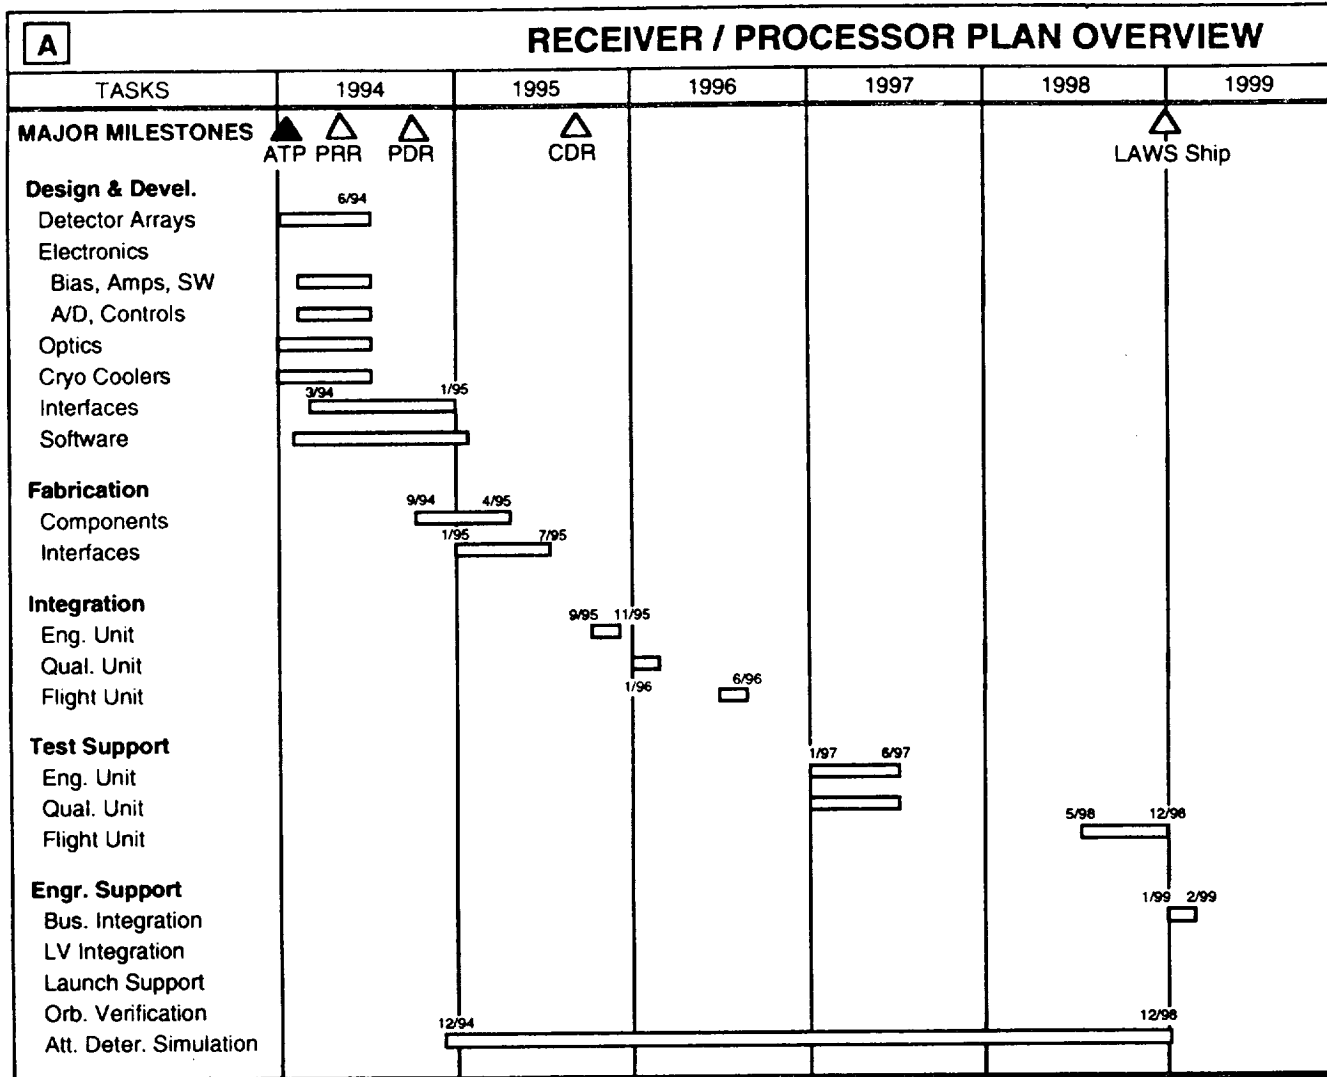 A
RECEIVER / PROCESSOR PLAN OVERVIEW
TASKS 1994 1995 1996 1997 1998 1999
MAJOR MILESTONES
ATP PRR PDR CDR LAWS Ship
Design & Devel.
6/94
Detector Arrays
Electronics
Bias, Amps, SW
A/D, Controls
Optics
Cryo Coolers
3/94 1/95
Interfaces
Software
Fabrication
9/94 4/95
Components
1/95 7/95
Interfaces
Integration
9/95 11/95
Eng. Unit
Qual. Unit
1/96 6/96
Flight Unit
Test Support
1/97 6/97
Eng. Unit
Qual. Unit
5/98 12/98
Flight Unit
Engr. Support
1/99 2/99
Bus. Integration
LV Integration
Launch Support
Orb. Verification
12/94 12/98
Att. Deter. Simulation